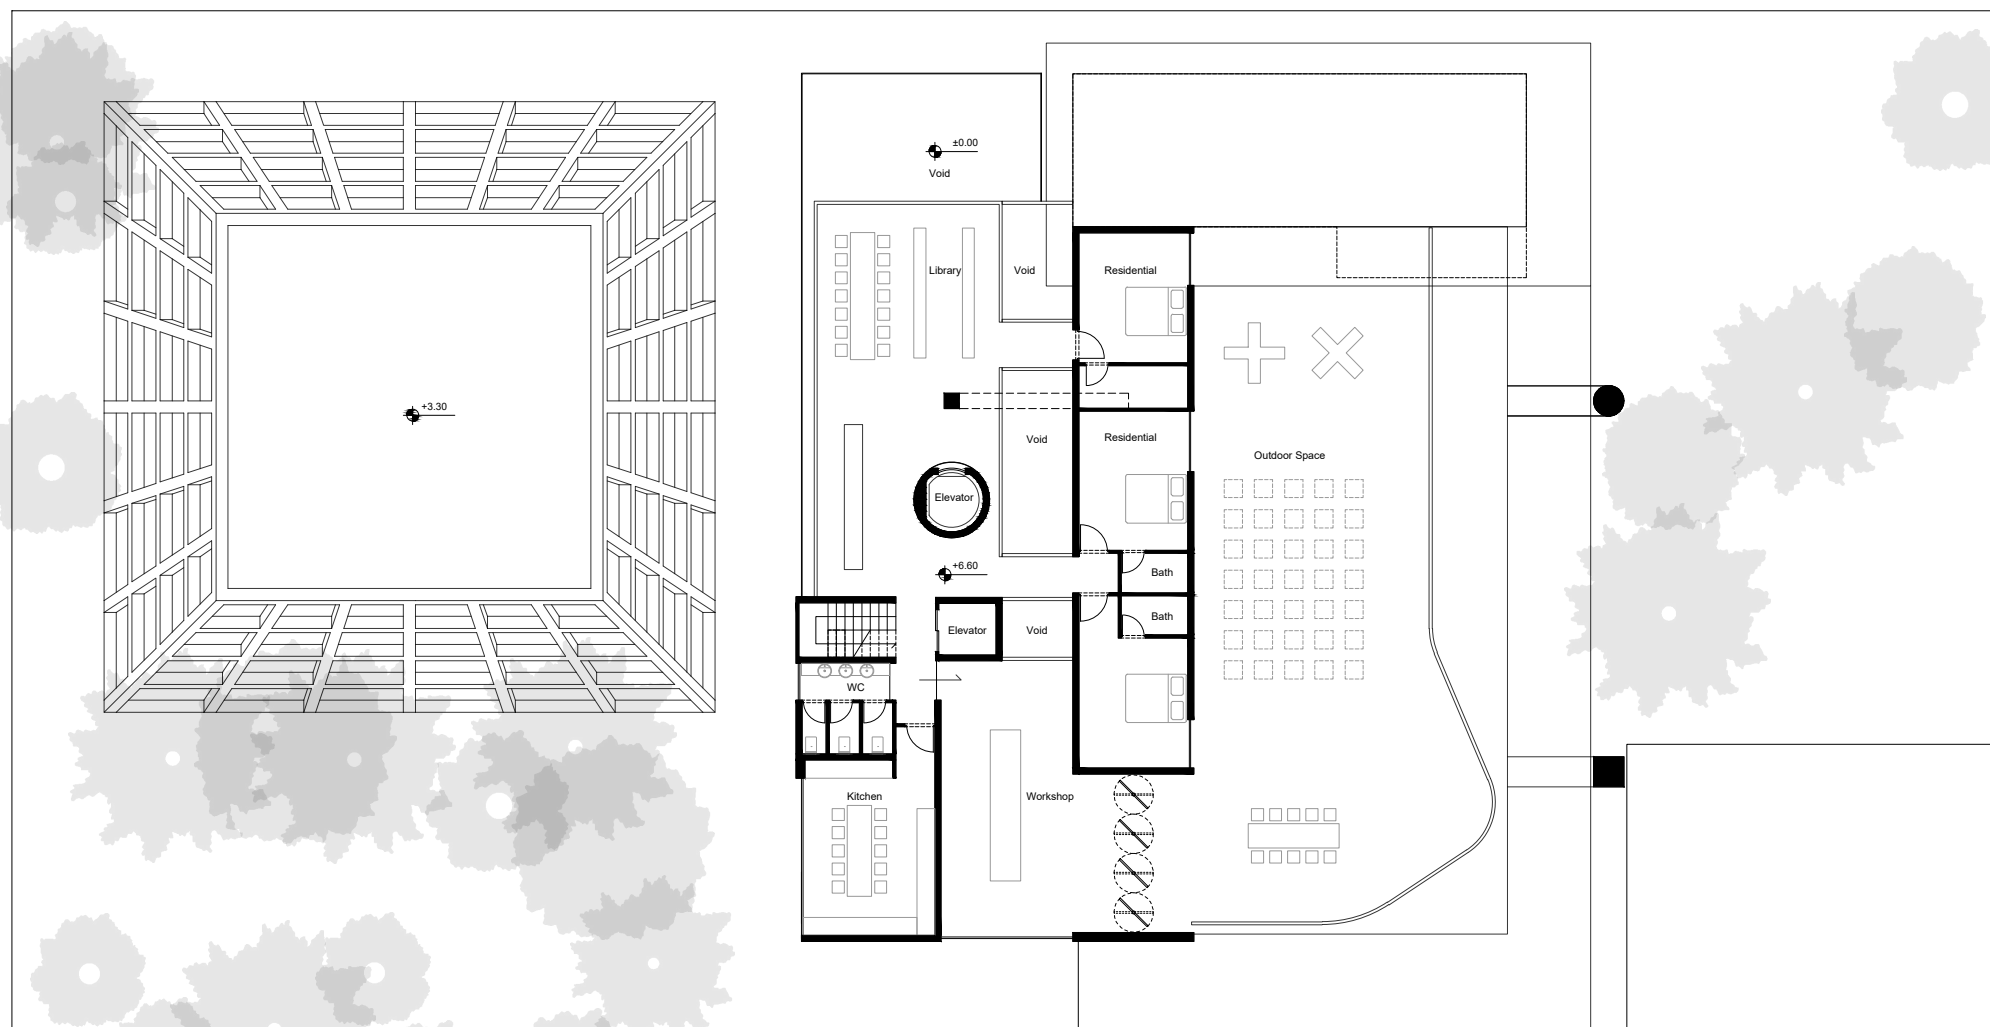 ±0.00
Void
Library
Void
Residential
+3.30
Void
Residential
Outdoor Space
Elevator
+6.60
Bath
Bath
Elevator
Void
WC
Kitchen
Workshop